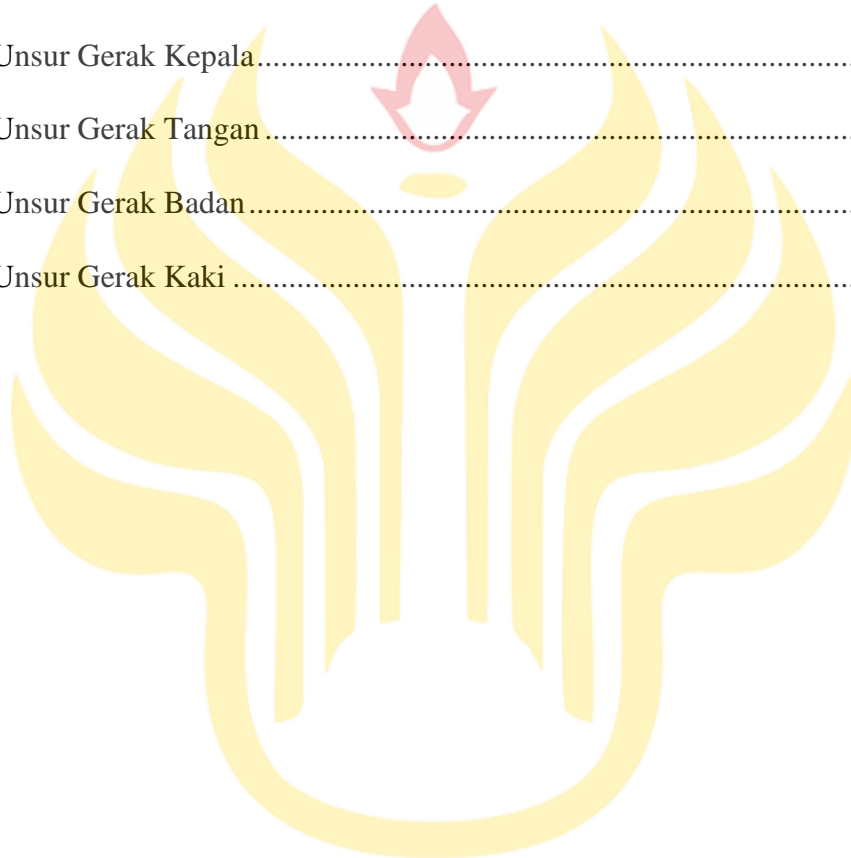 Unsur Gerak Kepala..........................................................................
Unsur Gerak Tangan .........................................................................
Unsur Gerak Badan...........................................................................
Unsur Gerak Kaki .............................................................................